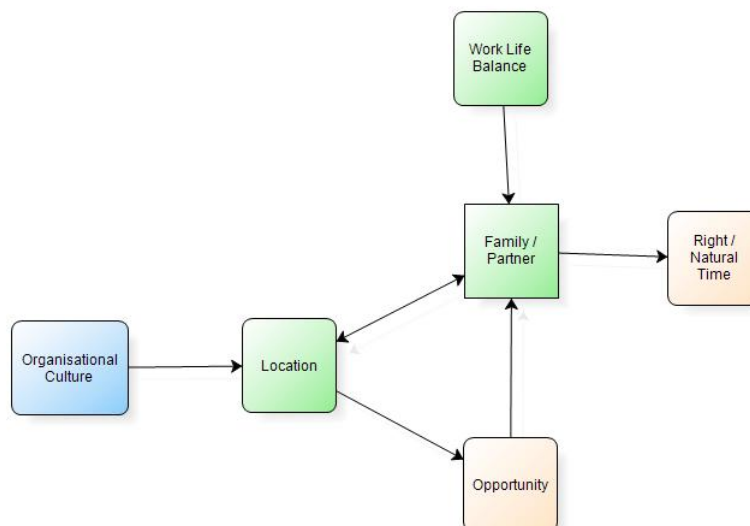 Work Life
Balance
Family /
Partner
Right /
Natural
Time
Organisational
Culture
Location
Opportunity